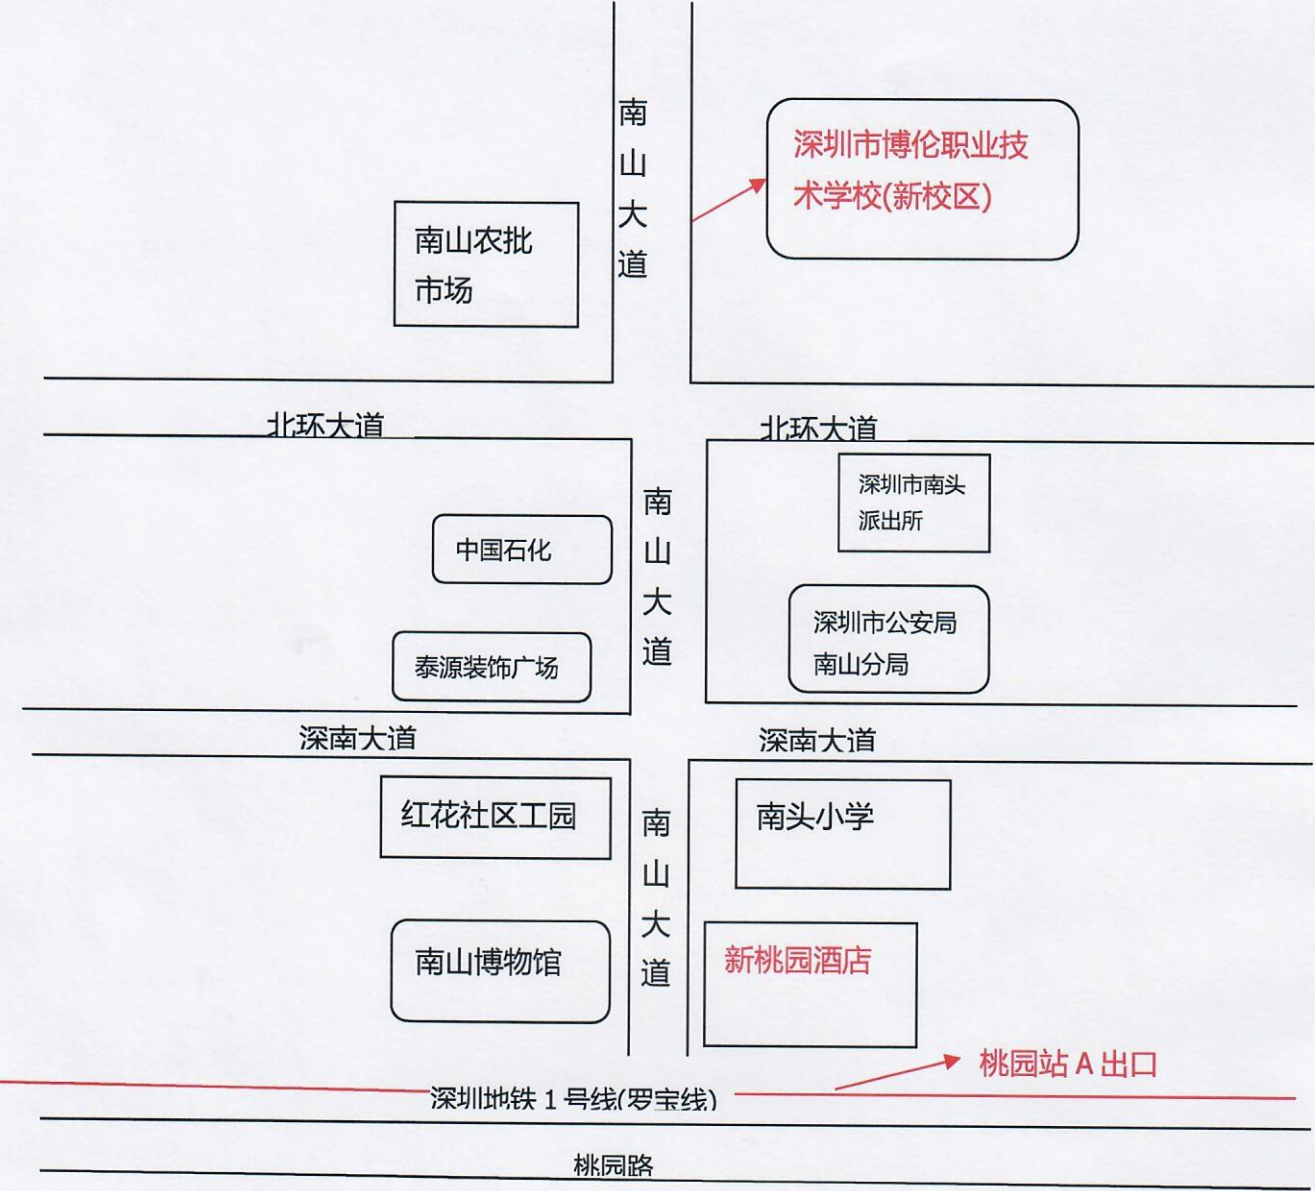 南
山
大
道
深圳市博伦职业技
术学校(新校区)
南山农批
市场
北环大道
北环大道
深圳市南头
派出所
南
山
大
道
中国石化
深圳市公安局
南山分局
泰源装饰广场
深南大道
深南大道
红花社区工园
南
山
大
道
南头小学
南山博物馆
新桃园酒店
桃园站 A 出口
深圳地铁 1 号线(罗宝线)
桃园路